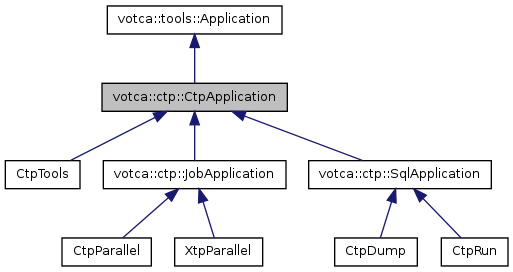 votca::tools::Application
votca::ctp::CtpApplication
CtpTools
votca::ctp::JobApplication
votca::ctp::SqlApplication
CtpParallel
XtpParallel
CtpDump
CtpRun